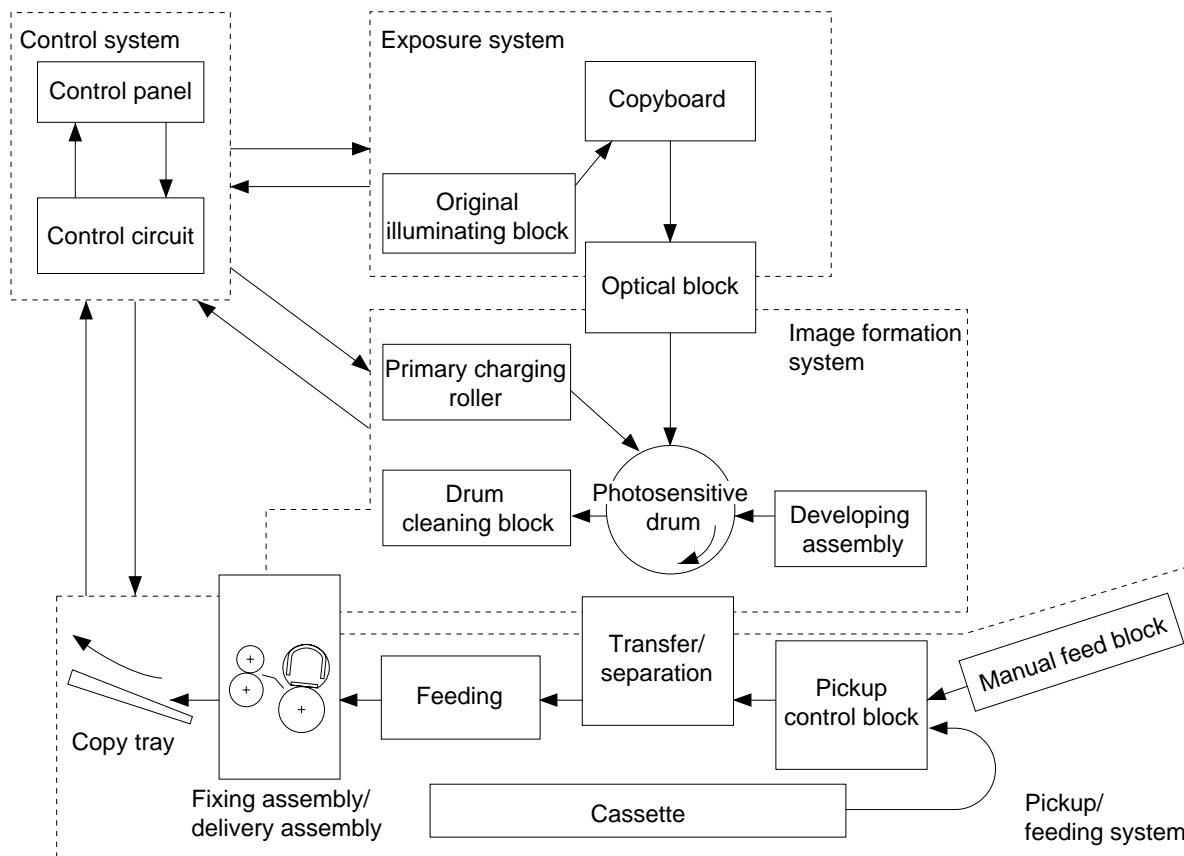 Control system
Control panel
Control circuit
Exposure system
Copyboard
Original
illuminating block
Optical block
Image formation
system
Primary charging
roller
Drum
cleaning block
Photosensitive
drum
Developing
assembly
Transfer/
separation
Manual feed block
Pickup
control block
Feeding
Copy tray
Fixing assembly/
delivery assembly
Cassette
Pickup/
feeding system